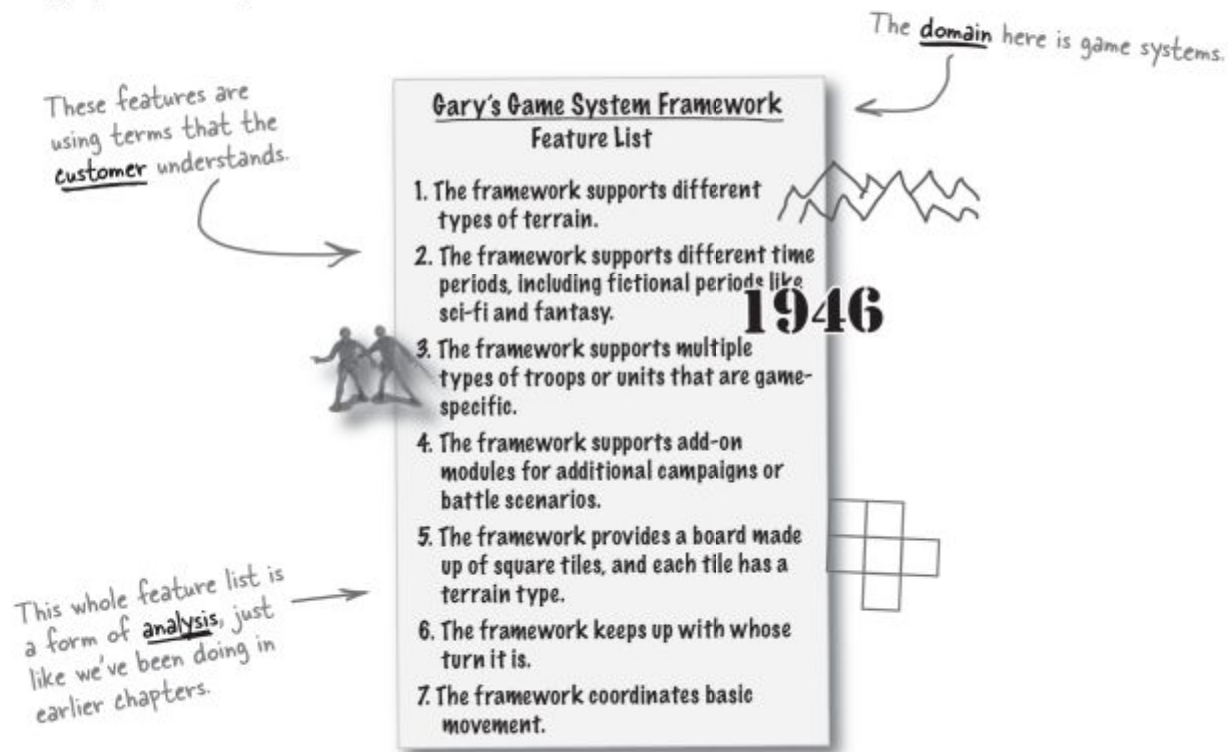 The domain here is game systems.
These features are
using terms that the
customer understands.
Gary's Game System Framework
Feature List
1. The framework supports different
types of terrain.
2. The framework supports different time
periods, including fictional periods like
sci-fi and fantasy.
1946
3. The framework supports multiple
types of troops or units that are game-
specific.
4. The framework supports add-on
modules for additional campaigns or
battle scenarios.
5. The framework provides a board made
up of square tiles, and each tile has a
terrain type.
6. The framework keeps up with whose
turn it is.
7. The framework coordinates basic
movement.
This whole feature list is
a form of analysis, just
like we've been doing in
earlier chapters.